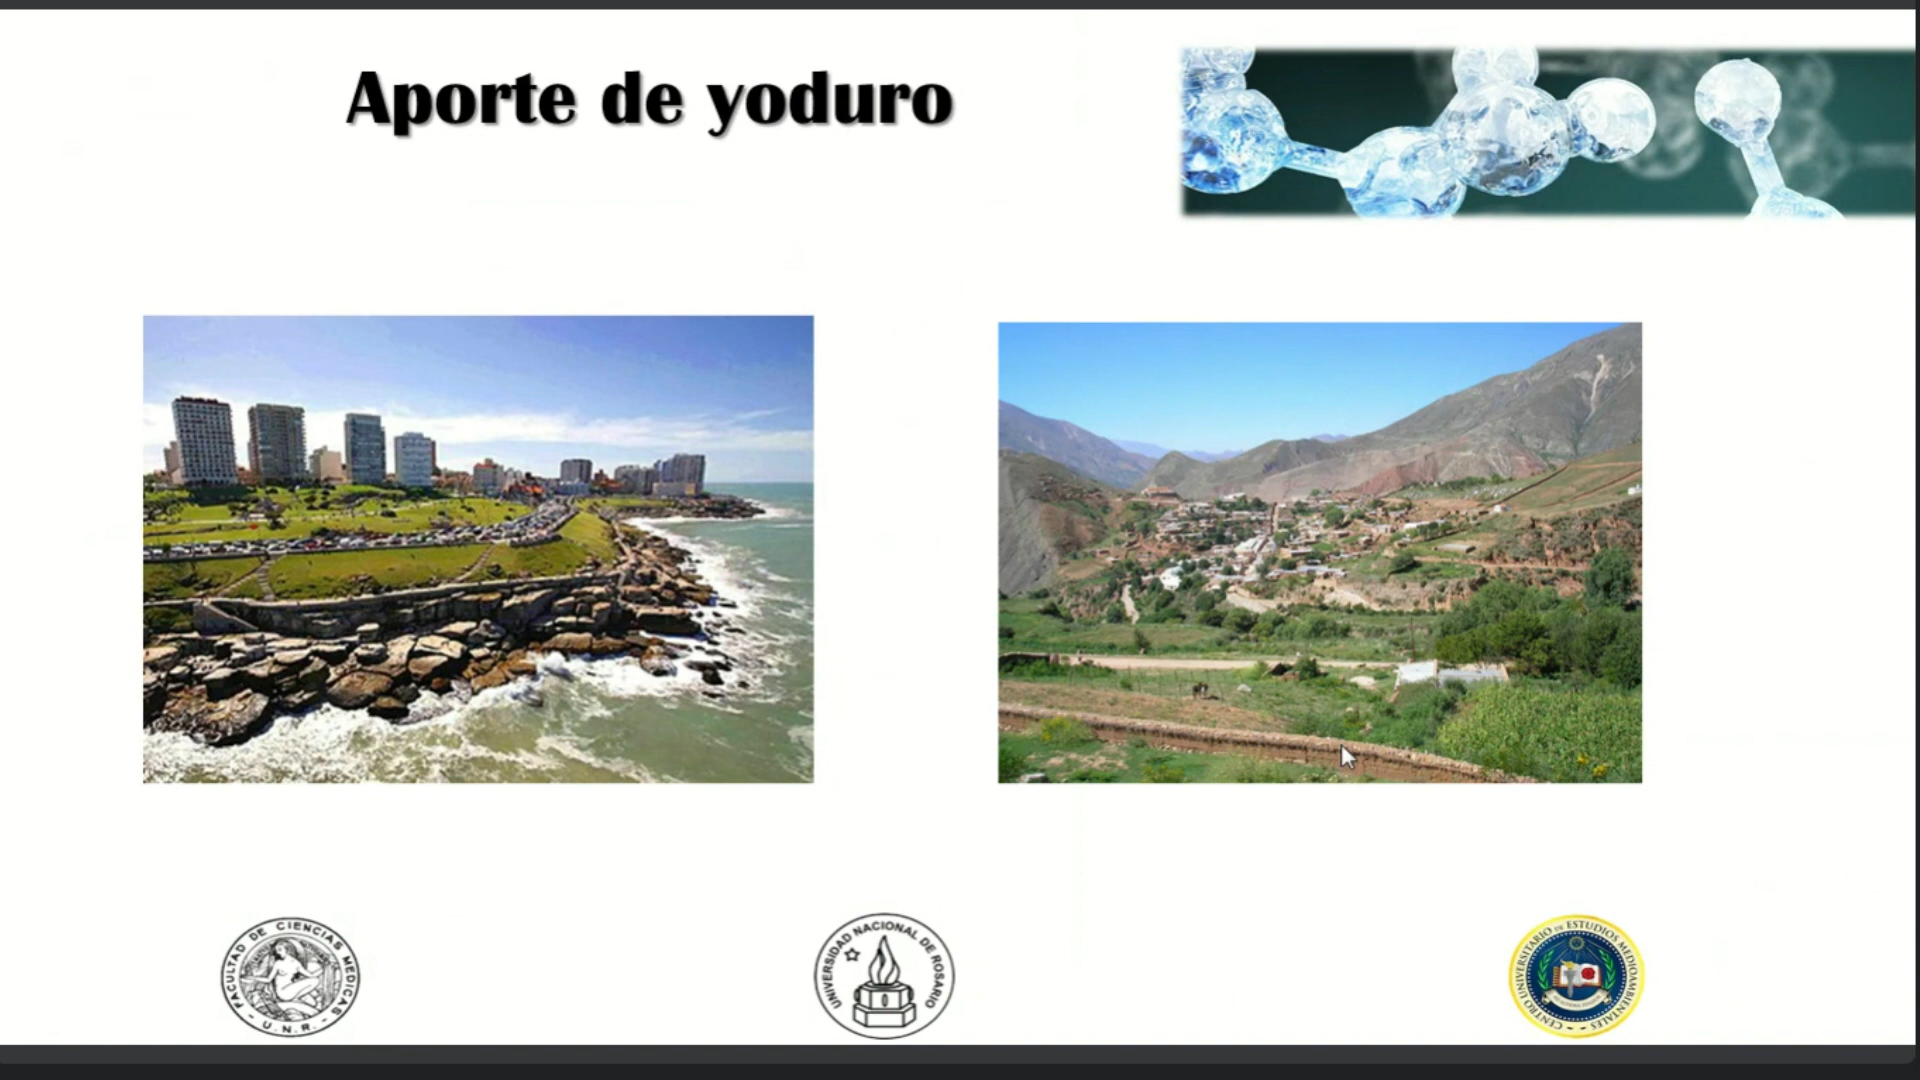 Aporte de yoduro
FACULTAD DE CIENCIAS MEDICAS
- U.N.R. -
UNIVERSIDAD NACIONAL DE ROSARIO
CENTRO UNIVERSITARIO DE ESTUDIOS MEDIOAMBIENTALES